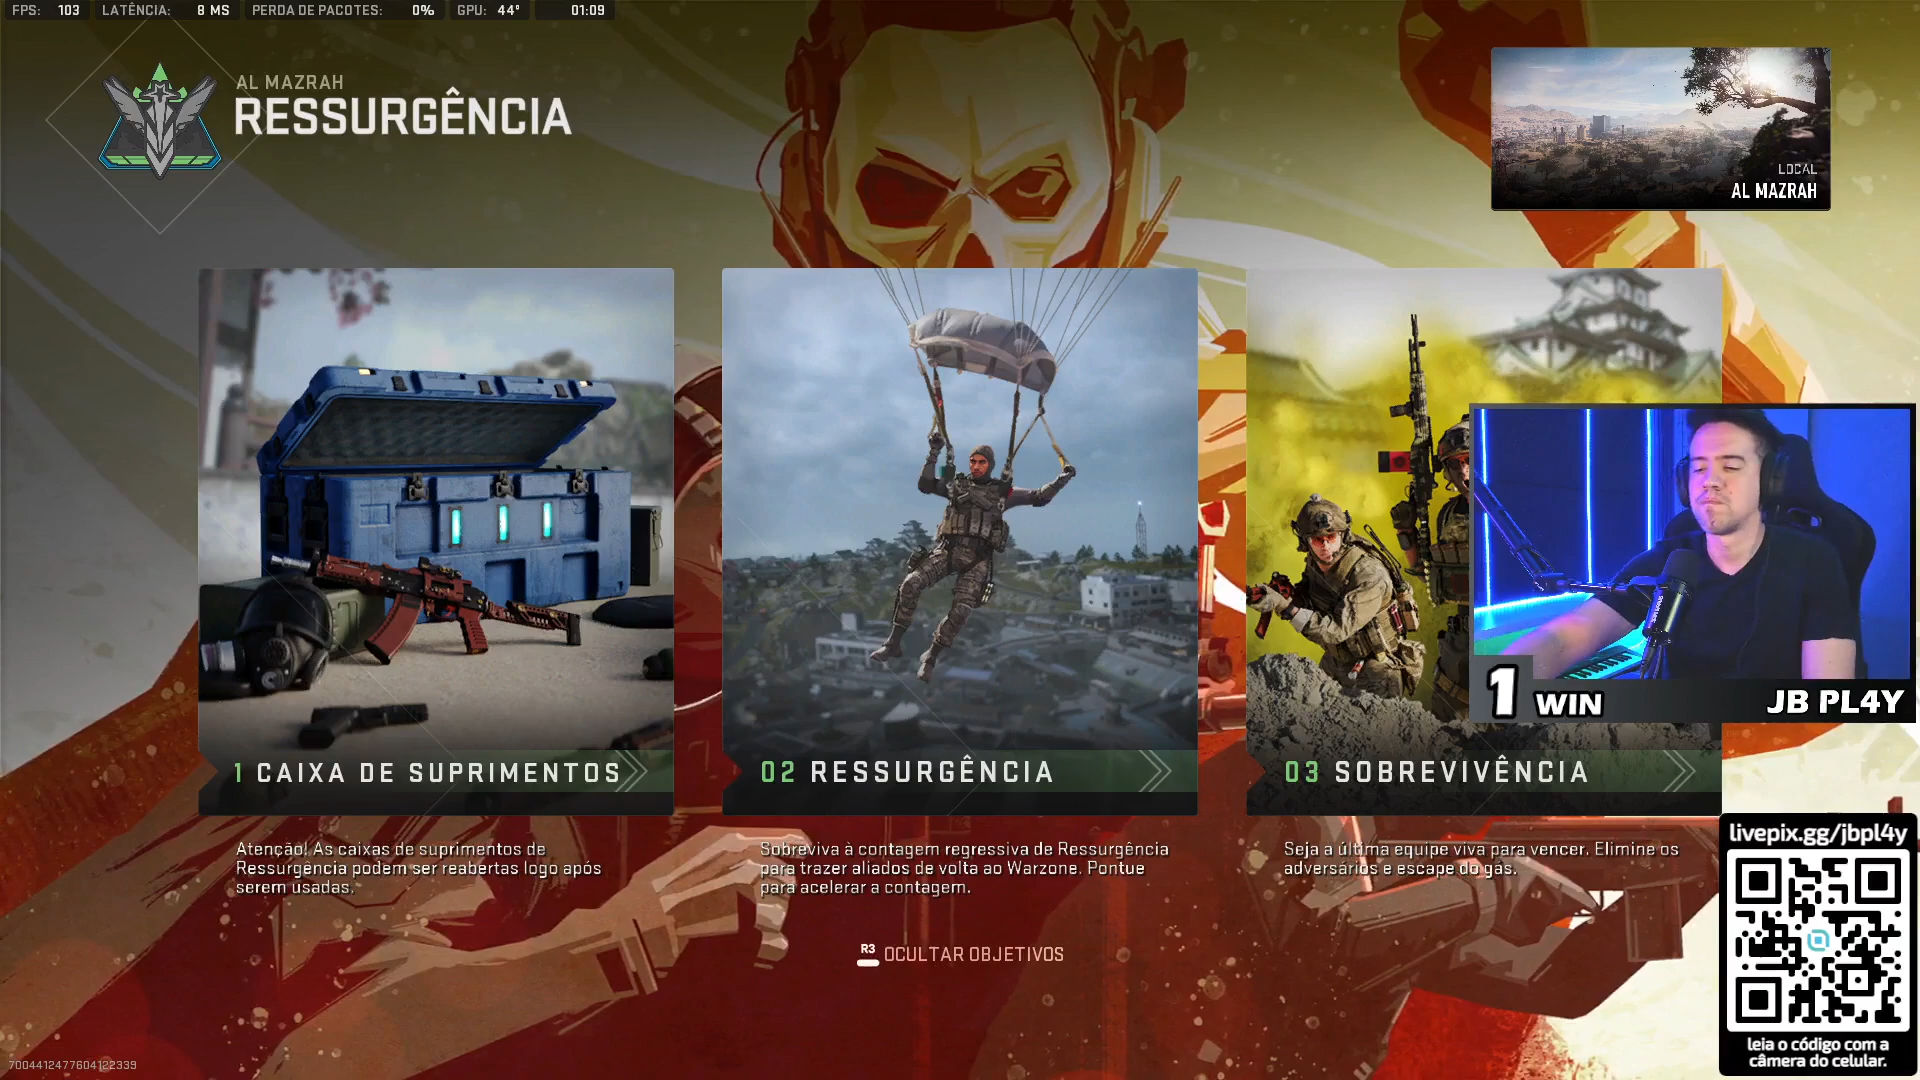 FPS: 103 LATÊNCIA: 8 MS PERDA DE PACOTES: 0% GPU: 44° 01:09
AL MAZRAH
RESSURGÊNCIA
LOCAL
AL MAZRAH
1 CAIXA DE SUPRIMENTOS
Atenção! As caixas de suprimentos de
Ressurgência podem ser reabertas logo após
serem usadas.
02 RESSURGÊNCIA
Sobreviva à contagem regressiva de Ressurgência
para trazer aliados de volta ao Warzone. Pontue
para acelerar a contagem.
03 SOBREVIVÊNCIA
Seja a última equipe viva para vencer. Elimine os
adversários e escape do gás.
1 WIN JB PL4Y
R3 OCULTAR OBJETIVOS
livepix.gg/jbpl4y
leia o código com a
câmera do celular.
7004412477604122339